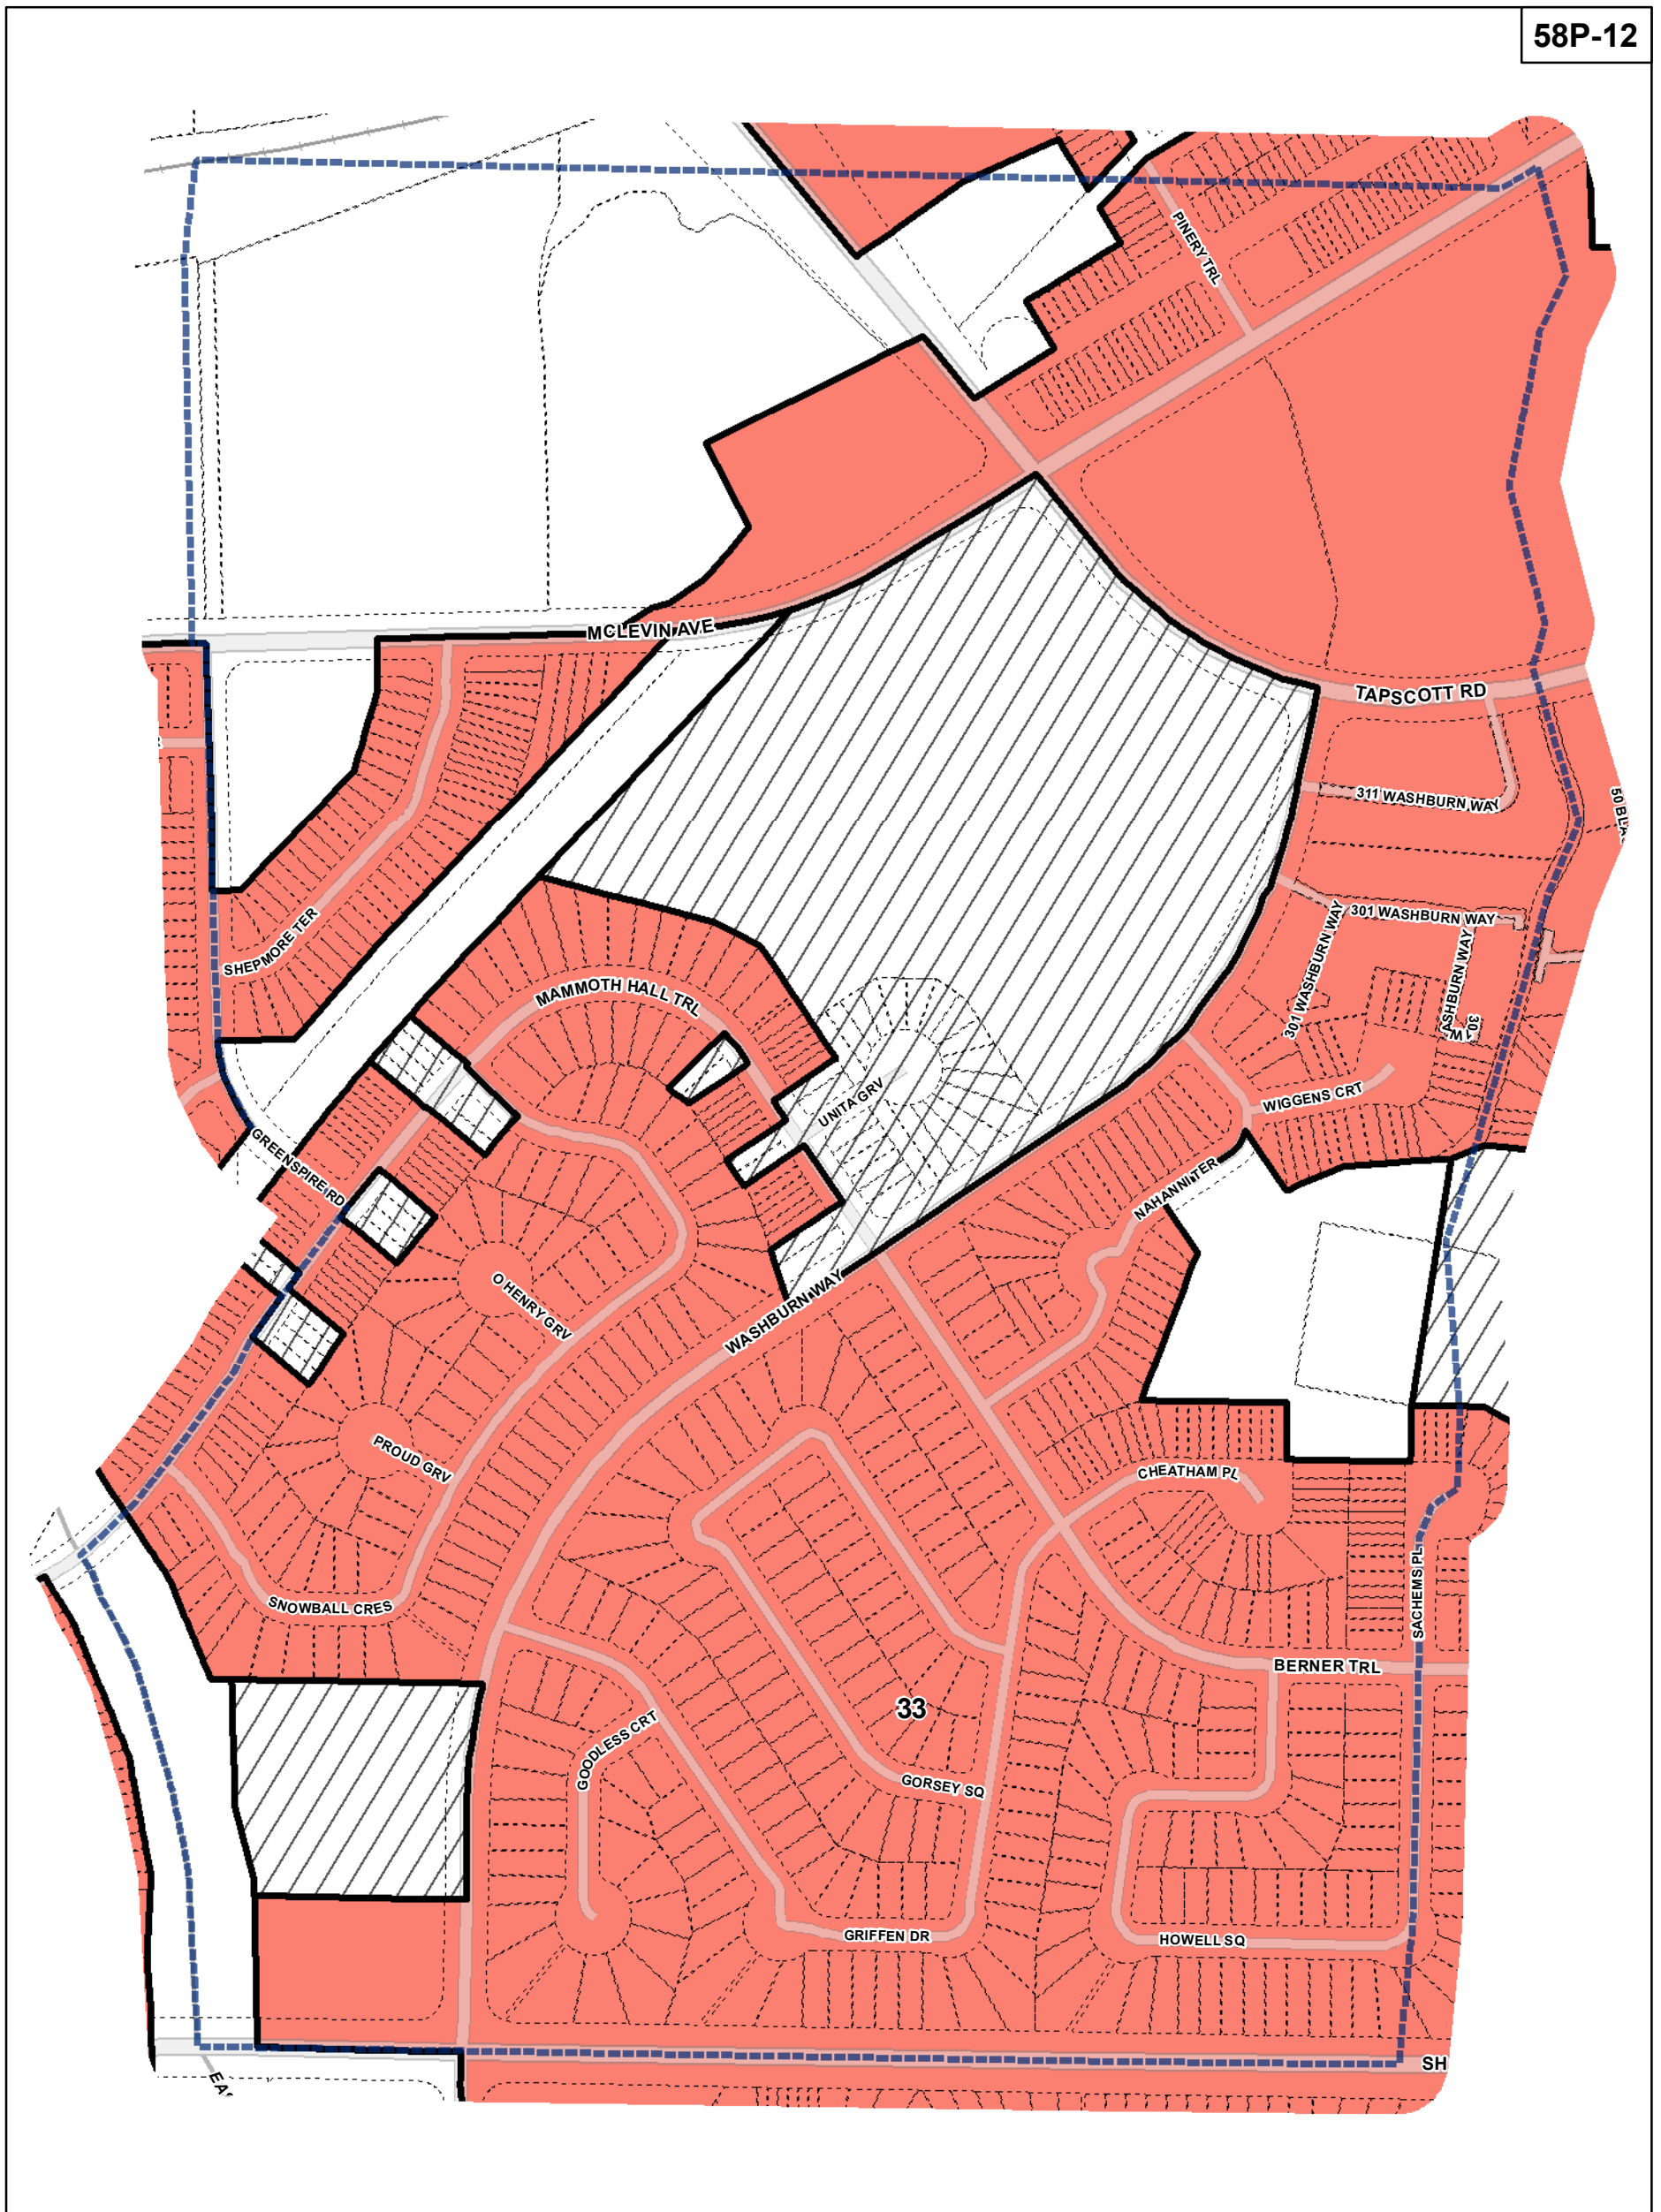 58P-12
PINERY TRL
MCLEVIN AVE
TAPSCOTT RD
311 WASHBURN WAY
50 BLA
301 WASHBURN WAY
301 WASHBURN WAY
SHEPMORE TER
MAMMOTH HALL TRL
UNITA GRV
WIGGENS CRT
GREENSPIRE RD
NAHANNI TER
O HENRY GRV
WASHBURN WAY
PROUD GRV
CHEATHAM PL
SACHEMS PL
SNOWBALL CRES
BERNER TRL
33
GOODLESS CRT
GORSEY SQ
GRIFFEN DR
HOWELL SQ
SH